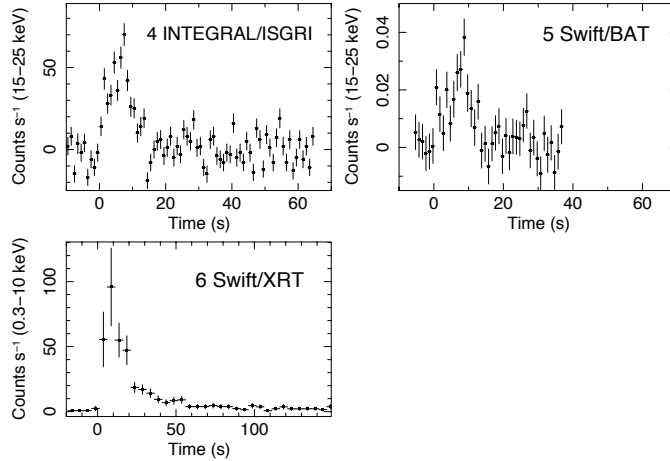 4 INTEGRAL/ISGRI
Counts s⁻¹ (15−25 keV)
0
50
0
20
40
60
Time (s)
5 Swift/BAT
Counts s⁻¹ (15−25 keV)
0
0.02
0.04
0
20
40
60
Time (s)
6 Swift/XRT
Counts s⁻¹ (0.3−10 keV)
0
50
100
0
50
100
Time (s)